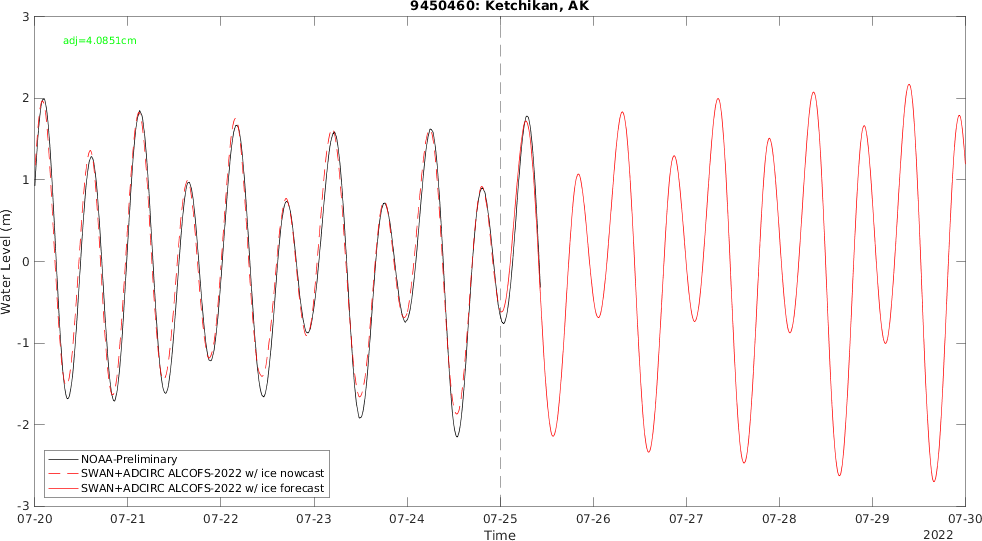 9450460: Ketchikan, AK
adj=4.0851cm
3
2
1
0
-1
-2
-3
Water Level (m)
NOAA-Preliminary
SWAN+ADCIRC ALCOFS-2022 w/ ice nowcast
SWAN+ADCIRC ALCOFS-2022 w/ ice forecast
07-20 07-21 07-22 07-23 07-24 07-25 07-26 07-27 07-28 07-29 07-30
Time
2022